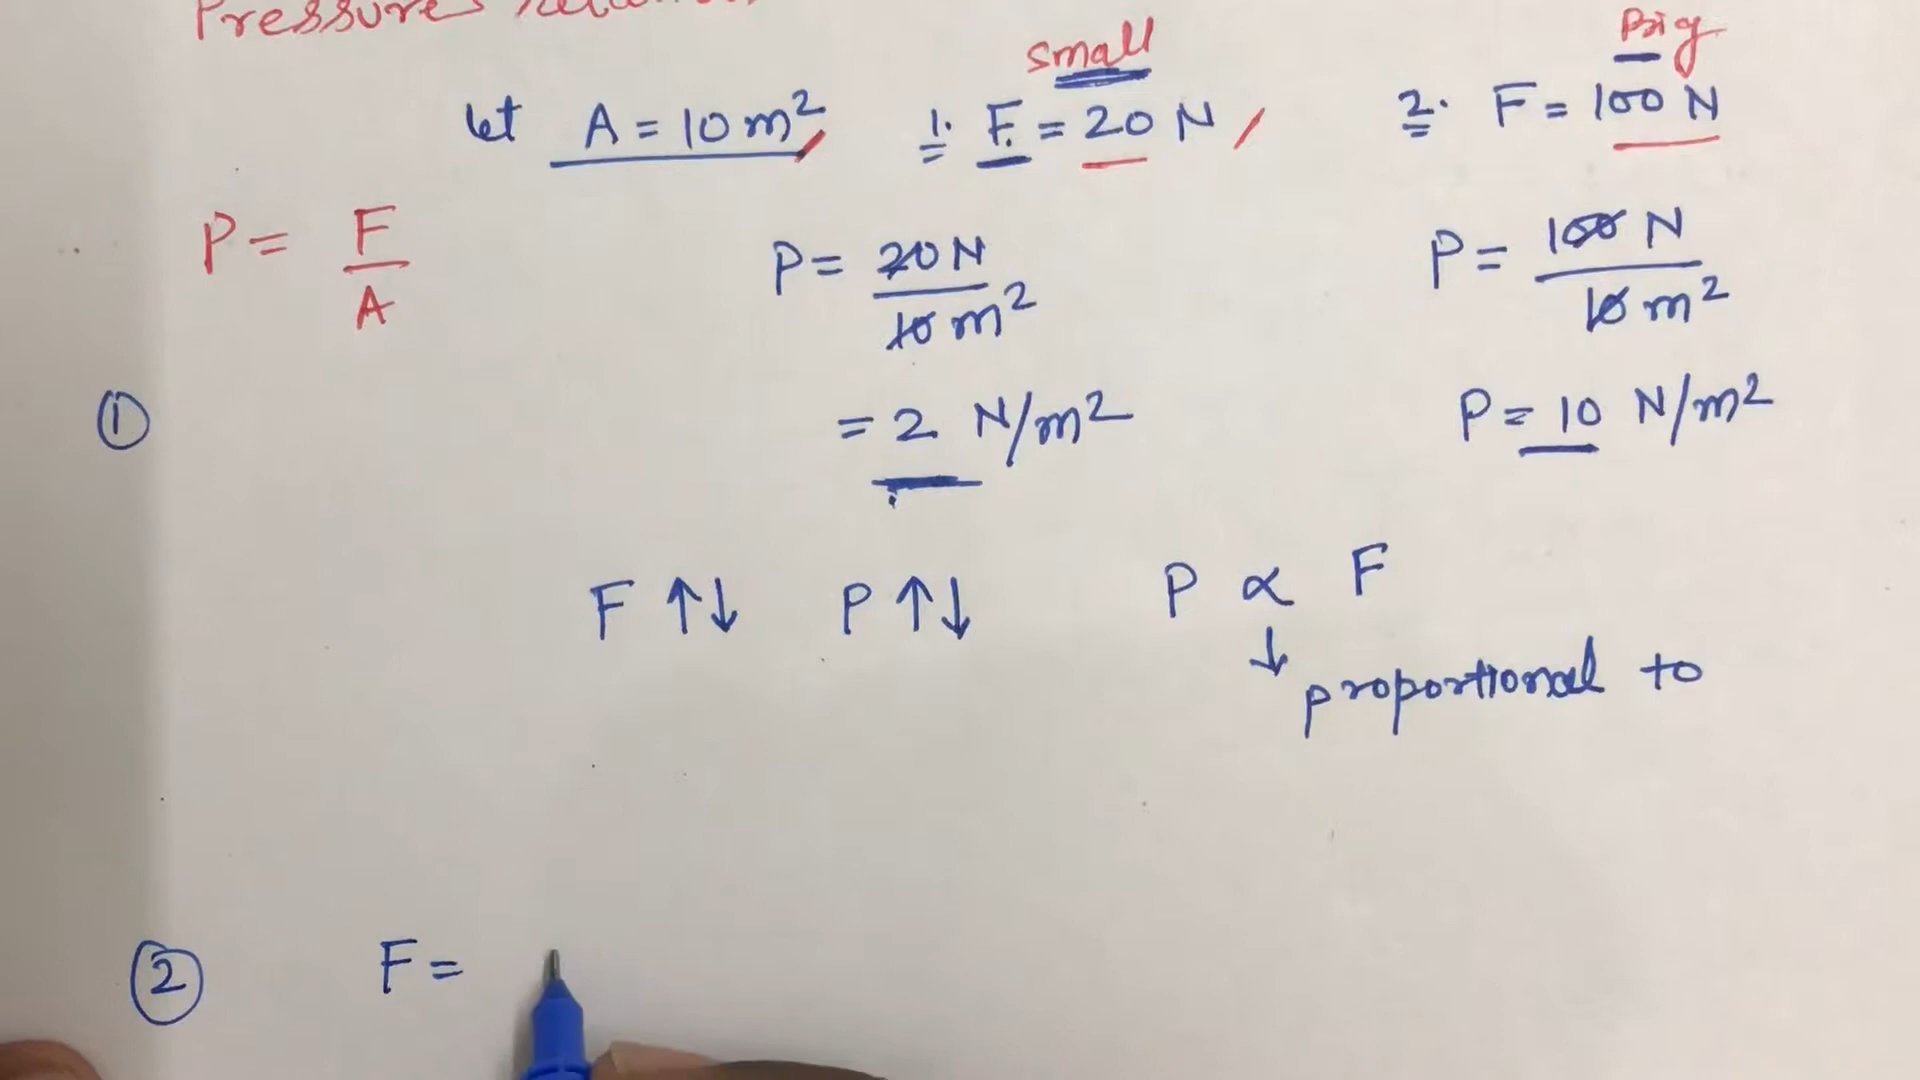 Pressure
small Big
let A = 10 m² 1. F = 20 N 2. F = 100 N
P = F/A P = 20 N/10 m² P = 100 N/10 m²
① = 2 N/m² P = 10 N/m²
F ↑↓ P ↑↓ P ∝ F
↓ proportional to
② F =